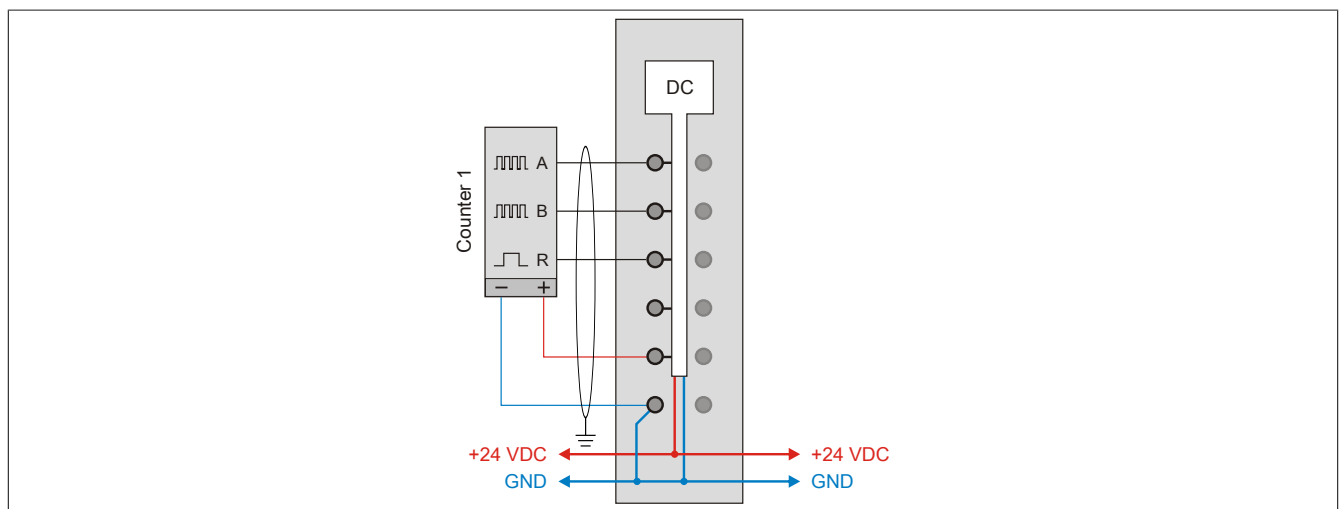 DC
Counter 1
A
B
R
− +
+24 VDC
+24 VDC
GND
GND